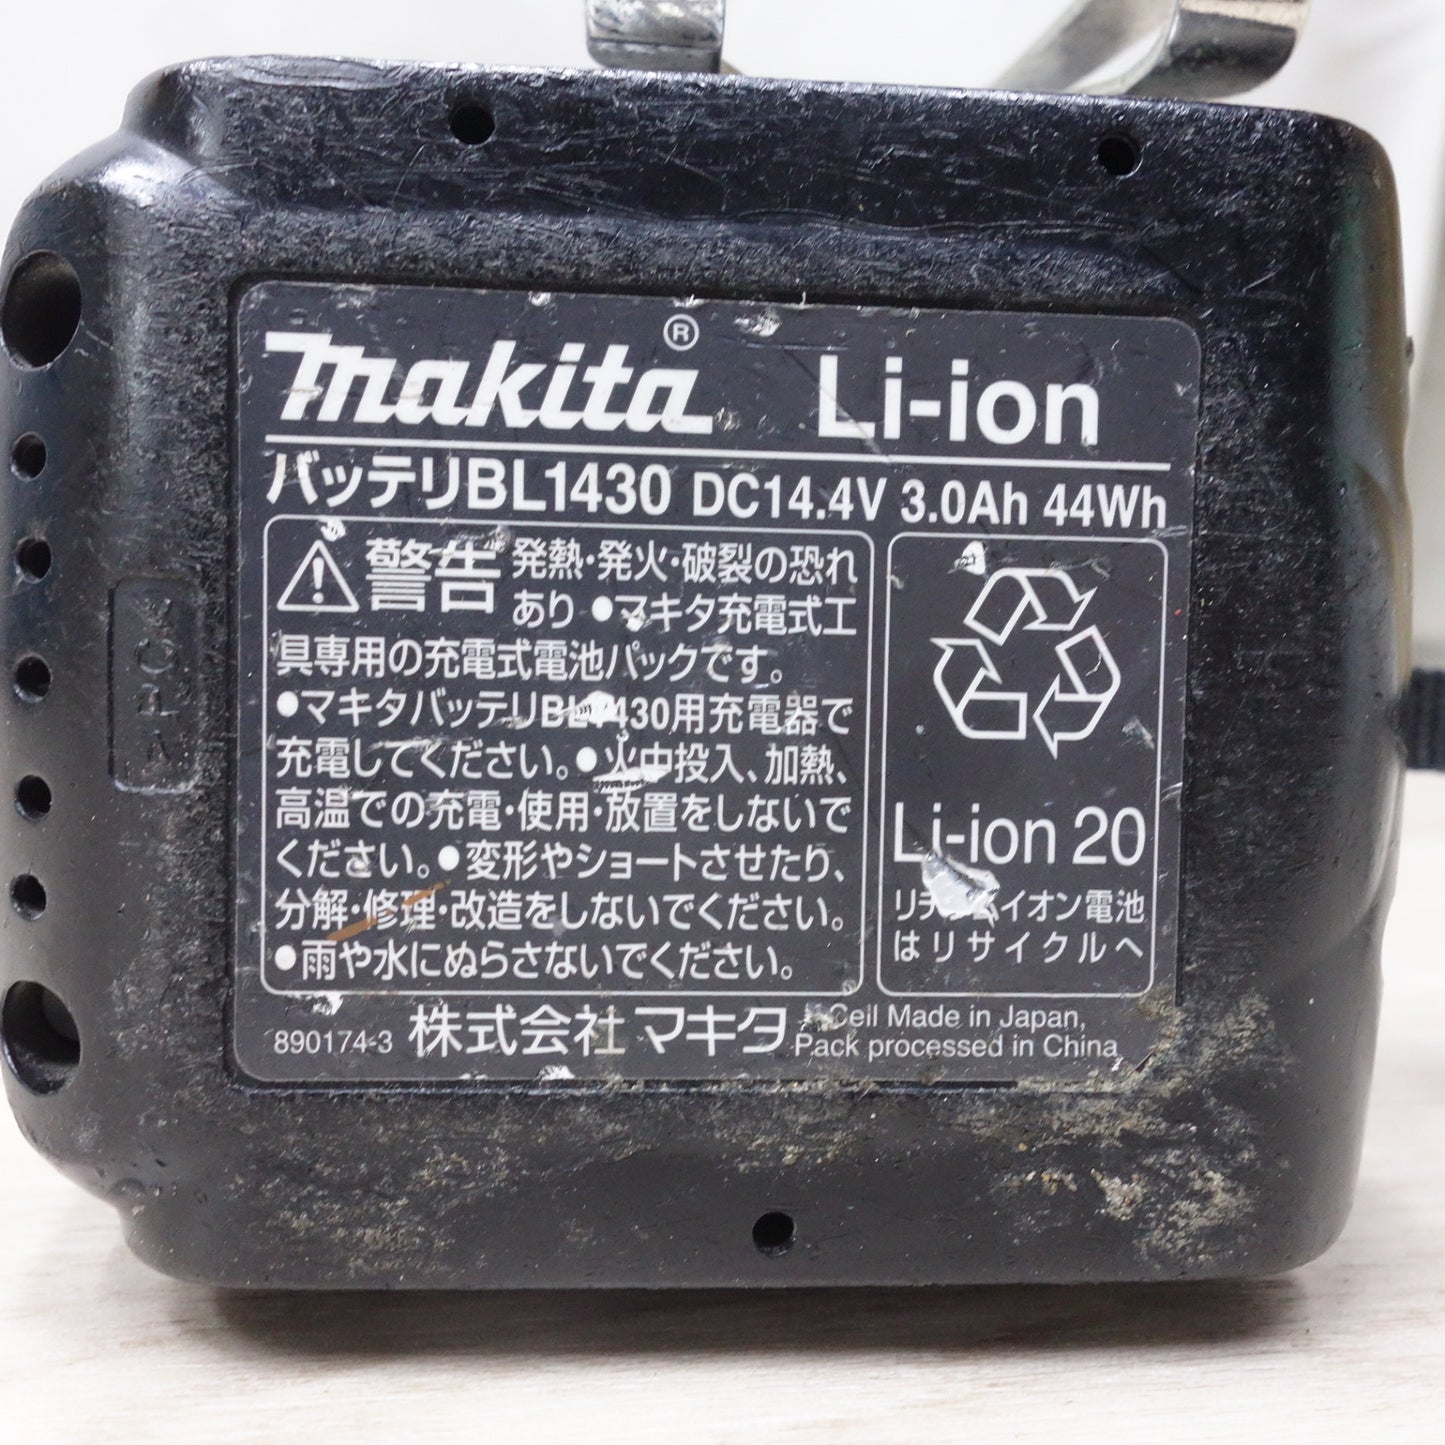 makita® Li-ion
バッテリBL1430 DC14.4V 3.0Ah 44Wh
警告 発熱・発火・破裂の恐れ
あり ●マキタ充電式工
具専用の充電式電池パックです。
●マキタバッテリBL1430用充電器で
充電してください。●火中投入、加熱、
高温での充電・使用・放置をしないで
ください。●変形やショートさせたり、
分解・修理・改造をしないでください。
●雨や水にぬらさないでください。
Li-ion 20
リチウムイオン電池
はリサイクルへ
890174-3 株式会社マキタ
Cell Made in Japan,
Pack processed in China